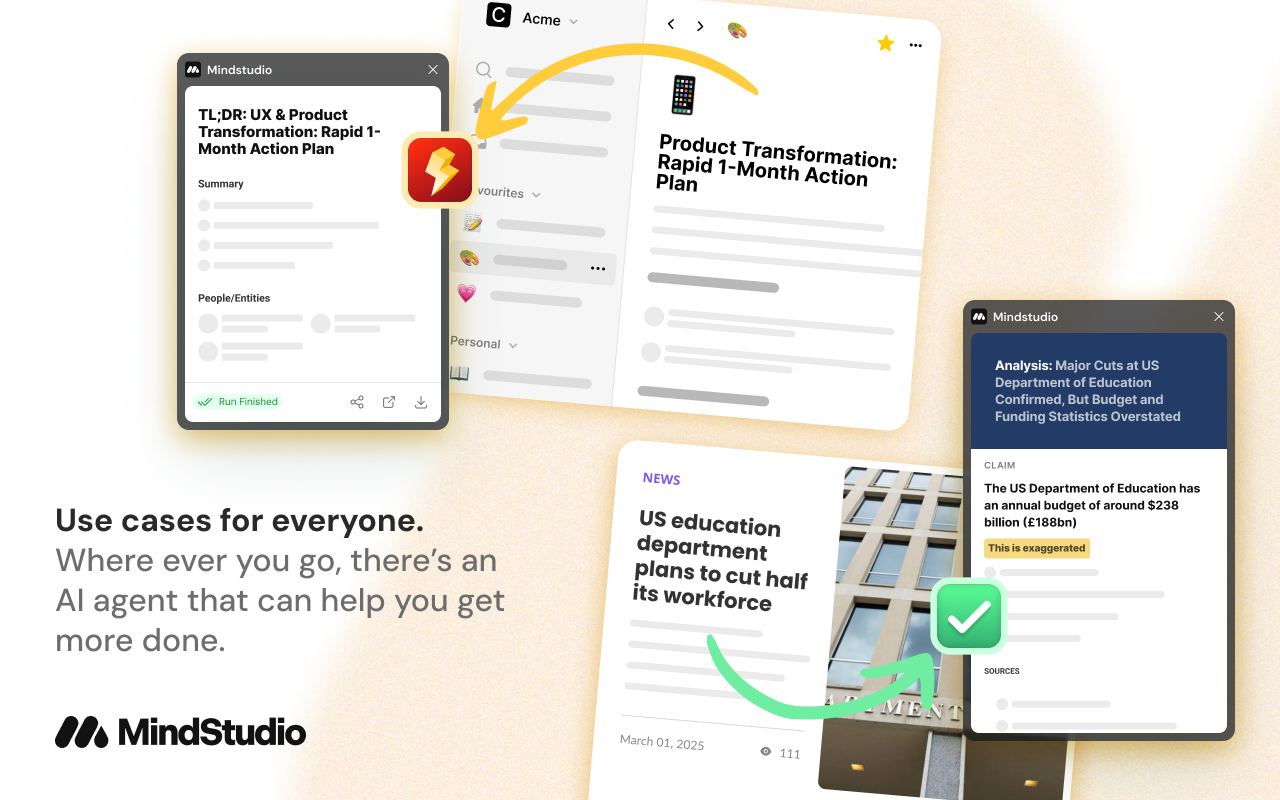 Mindstudio
TL;DR: UX & Product
Transformation: Rapid 1-
Month Action Plan
Summary
People/Entities
Run Finished
C Acme
vourites
Personal
Product Transformation:
Rapid 1-Month Action
Plan
Use cases for everyone.
Where ever you go, there’s an
AI agent that can help you get
more done.
MindStudio
NEWS
US education
department
plans to cut half
its workforce
March 01, 2025
111
ARTMENT
Mindstudio
Analysis: Major Cuts at US
Department of Education
Confirmed, But Budget and
Funding Statistics Overstated
CLAIM
The US Department of Education has
an annual budget of around $238
billion (£188bn)
This is exaggerated
SOURCES